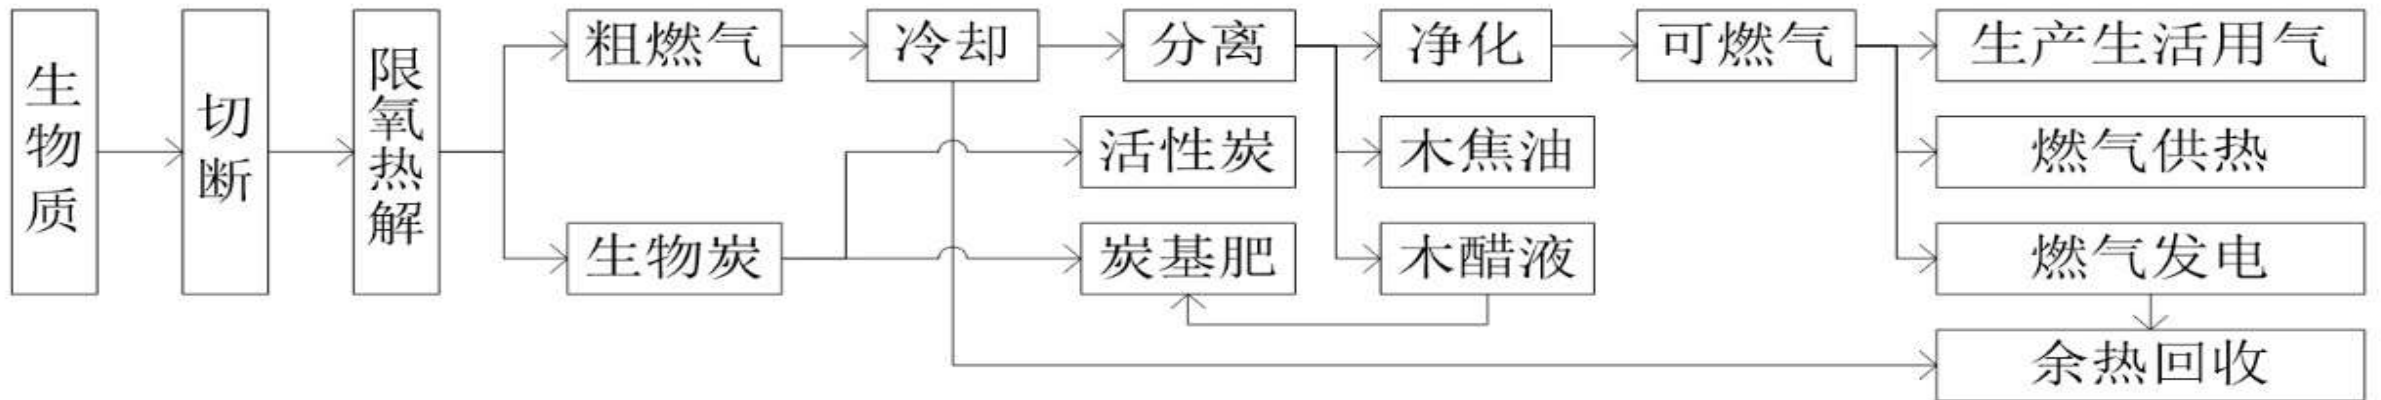 生物质
切断
限氧热解
粗燃气
冷却
分离
净化
可燃气
生产生活用气
活性炭
木焦油
燃气供热
生物炭
炭基肥
木醋液
燃气发电
余热回收